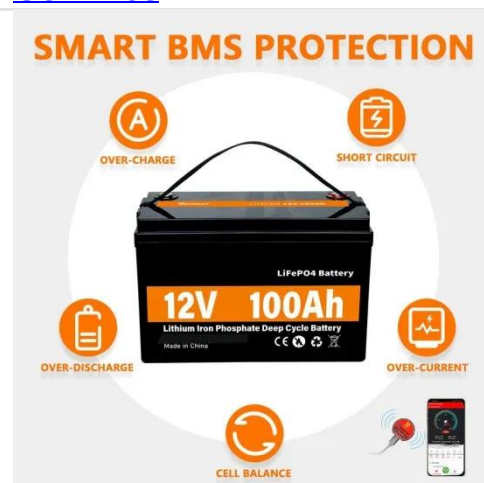 SMART BMS PROTECTION
OVER-CHARGE
SHORT CIRCUIT
LiFePO4 Battery
12V 100Ah
Lithium Iron Phosphate Deep Cycle Battery
Made in China
CE
OVER-DISCHARGE
OVER-CURRENT
CELL BALANCE